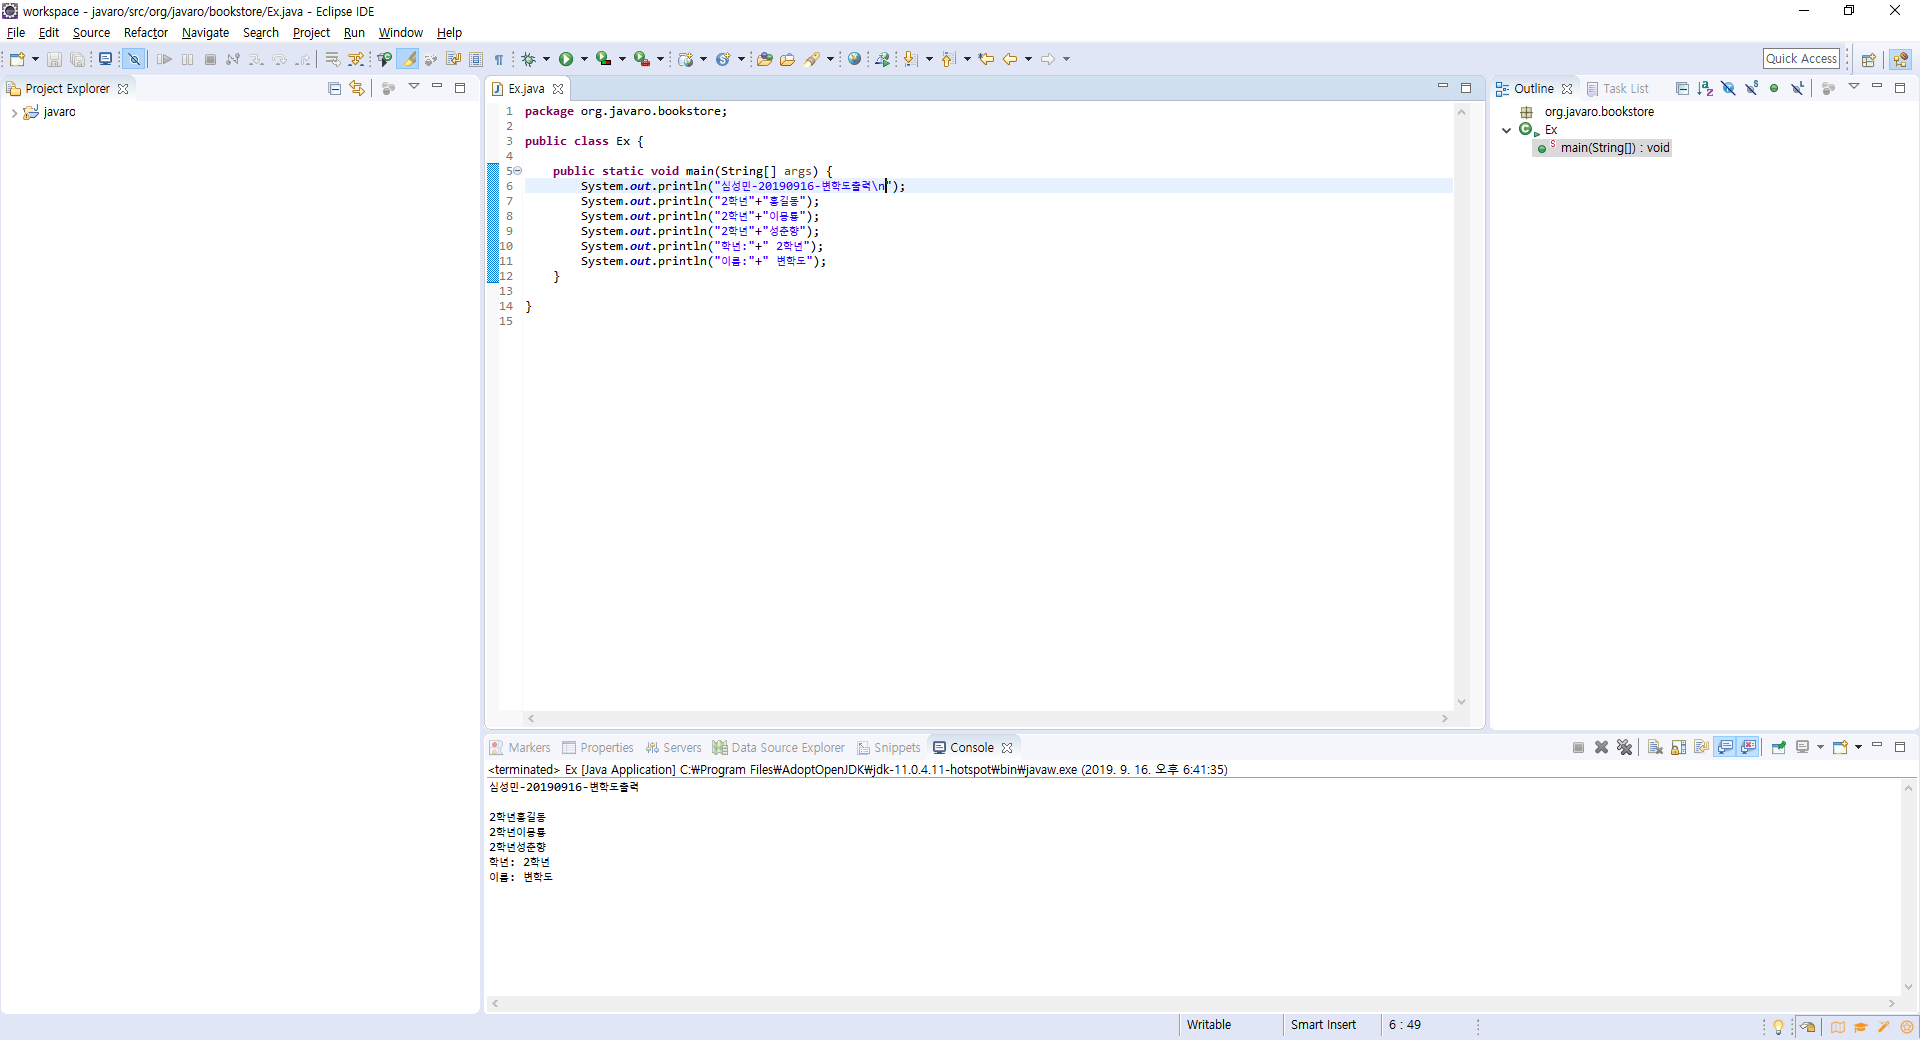 workspace - javaro/src/org/javaro/bookstore/Ex.java - Eclipse IDE
File Edit Source Refactor Navigate Search Project Run Window Help
Quick Access
Project Explorer
javaro
Ex.java
1 package org.javaro.bookstore;
2
3 public class Ex {
4
5 public static void main(String[] args) {
6 System.out.println("심성민-20190916-변학도출력\n");
7 System.out.println("2학년"+"홍길동");
8 System.out.println("2학년"+"이몽룡");
9 System.out.println("2학년"+"성춘향");
10 System.out.println("학년:"+" 2학년");
11 System.out.println("이름:"+" 변학도");
12 }
13
14 }
15
Outline Task List
org.javaro.bookstore
Ex
main(String[]) : void
Markers Properties Servers Data Source Explorer Snippets Console
<terminated> Ex [Java Application] C:₩Program Files₩AdoptOpenJDK₩jdk-11.0.4.11-hotspot₩bin₩javaw.exe (2019. 9. 16. 오후 6:41:35)
심성민-20190916-변학도출력
2학년홍길동
2학년이몽룡
2학년성춘향
학년: 2학년
이름: 변학도
Writable Smart Insert 6 : 49